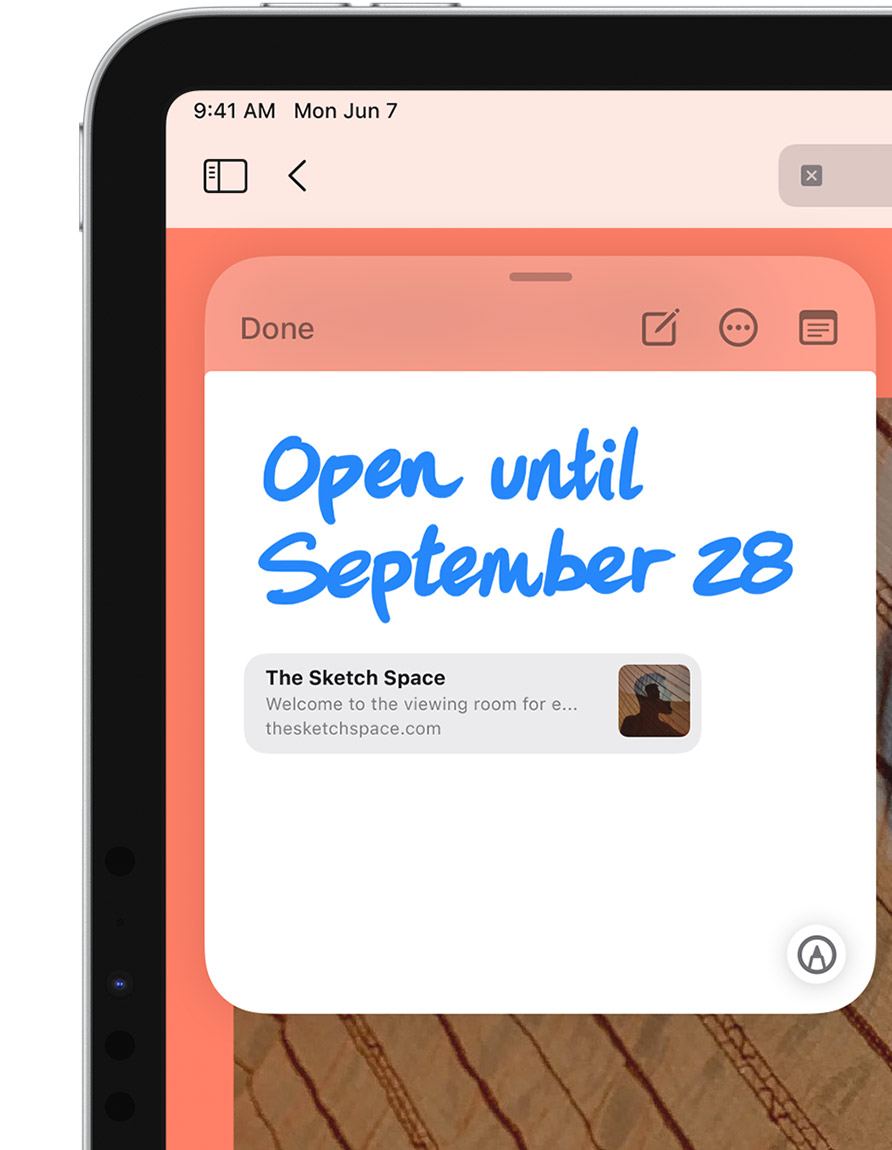 9:41 AM Mon Jun 7
Done
Open until
September 28
The Sketch Space
Welcome to the viewing room for e...
thesketchspace.com